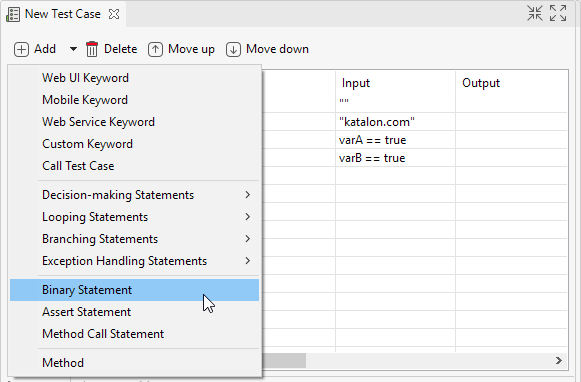 New Test Case
Add Delete Move up Move down
Web UI Keyword
Mobile Keyword
Web Service Keyword
Custom Keyword
Call Test Case
Decision-making Statements
Looping Statements
Branching Statements
Exception Handling Statements
Binary Statement
Assert Statement
Method Call Statement
Method
Input Output
""
"katalon.com"
varA == true
varB == true